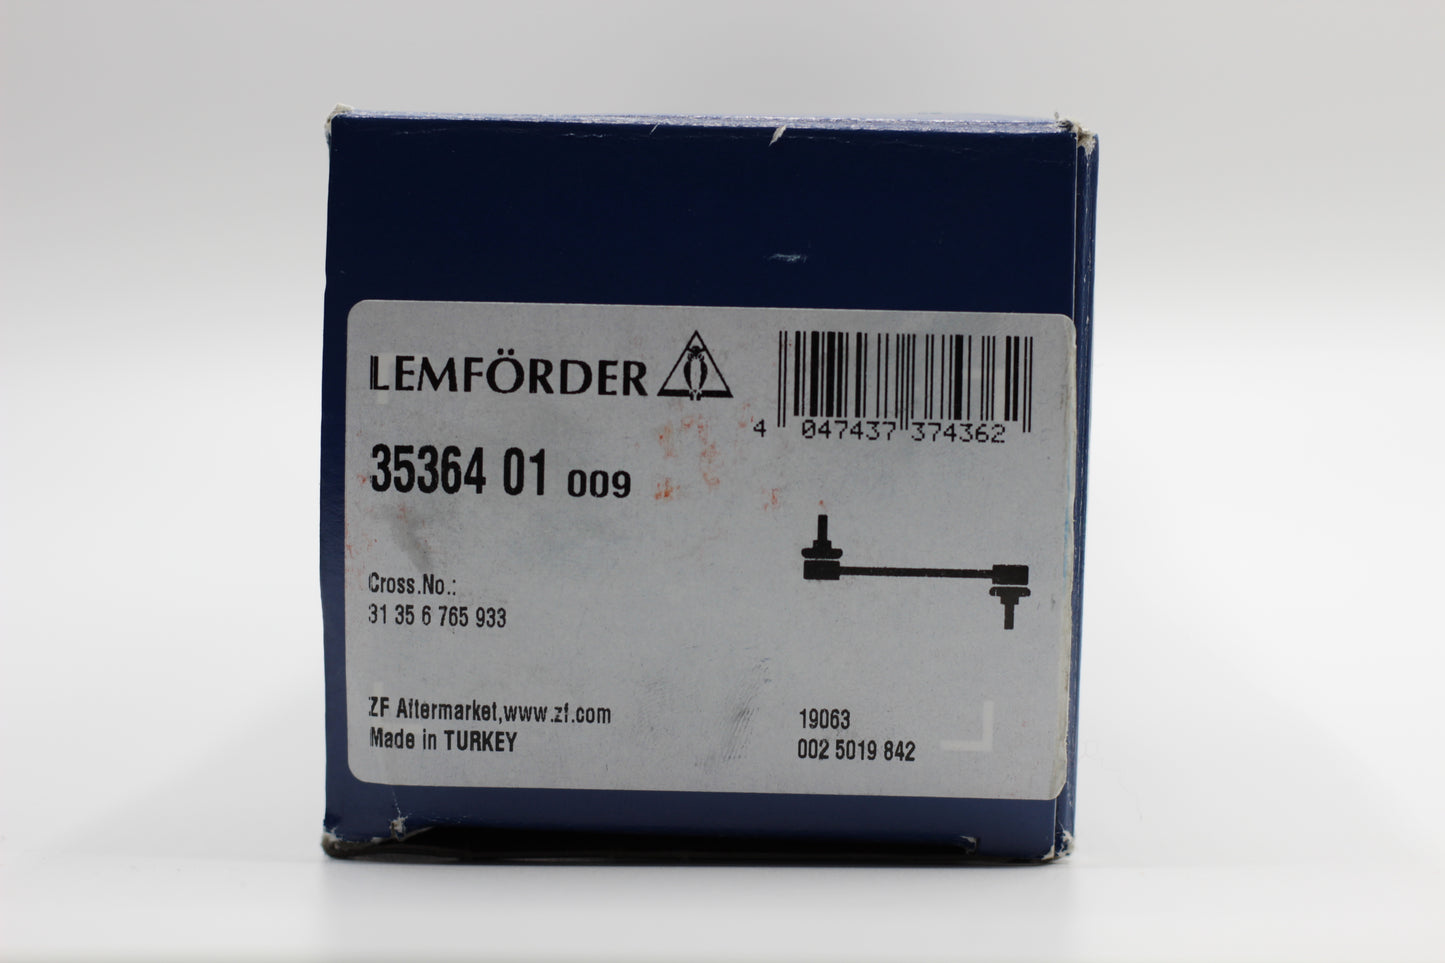 LEMFÖRDER
4 047437 374362
35364 01 009
Cross.No.:
31 35 6 765 933
ZF Aftermarket,www.zf.com
Made in TURKEY
19063
002 5019 842